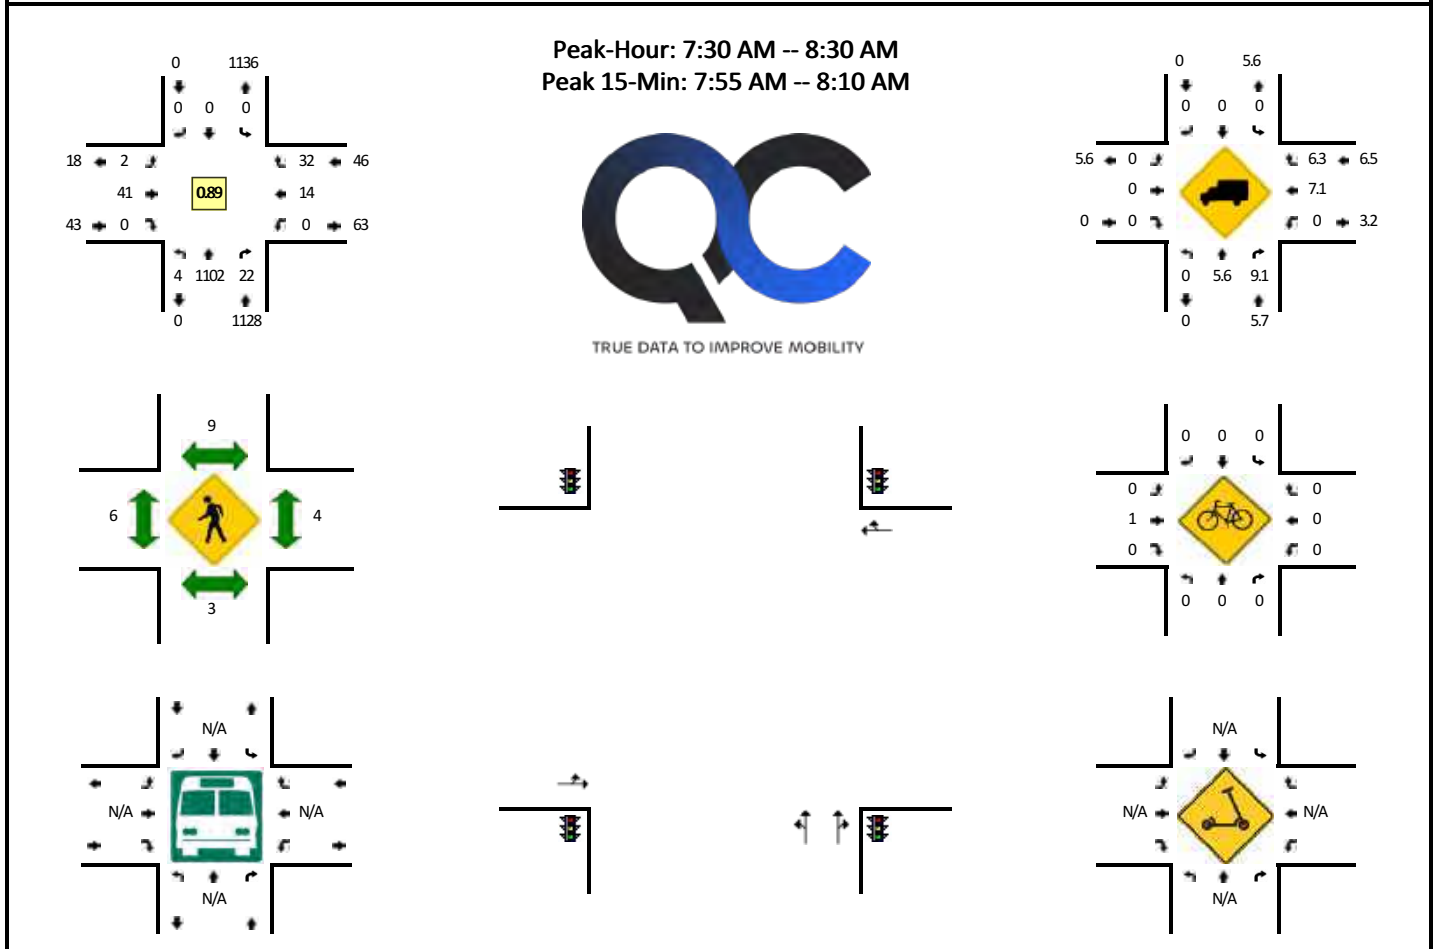 Peak-Hour: 7:30 AM -- 8:30 AM
Peak 15-Min: 7:55 AM -- 8:10 AM
0 1136
0 0 0
18 2 32 46
41 0.89 14
43 0 0 63
4 1102 22
0 1128
QC
TRUE DATA TO IMPROVE MOBILITY
0 5.6
0 0 0
5.6 0 6.3 6.5
0 7.1
0 0 0 3.2
0 5.6 9.1
0 5.7
9
6 4
3
0 0 0
0 0
1 0
0 0
0 0 0
N/A
N/A N/A
N/A
N/A
N/A N/A
N/A